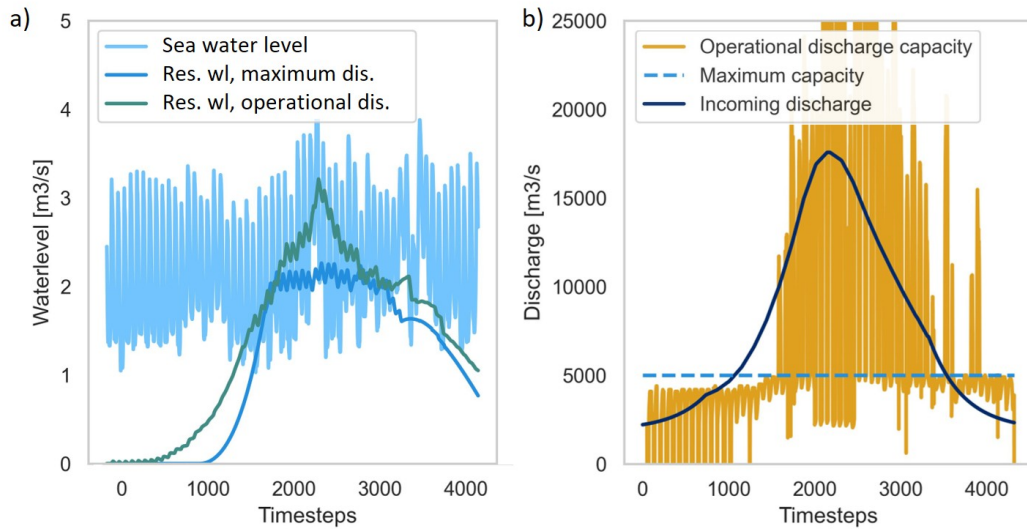 a)
5
4
3
2
1
0
Waterlevel [m3/s]
Sea water level
Res. wl, maximum dis.
Res. wl, operational dis.
0 1000 2000 3000 4000
Timesteps
b)
25000
20000
15000
10000
5000
0
Discharge [m3/s
Operational discharge capacity
Maximum capacity
Incoming discharge
0 1000 2000 3000 4000
Timesteps